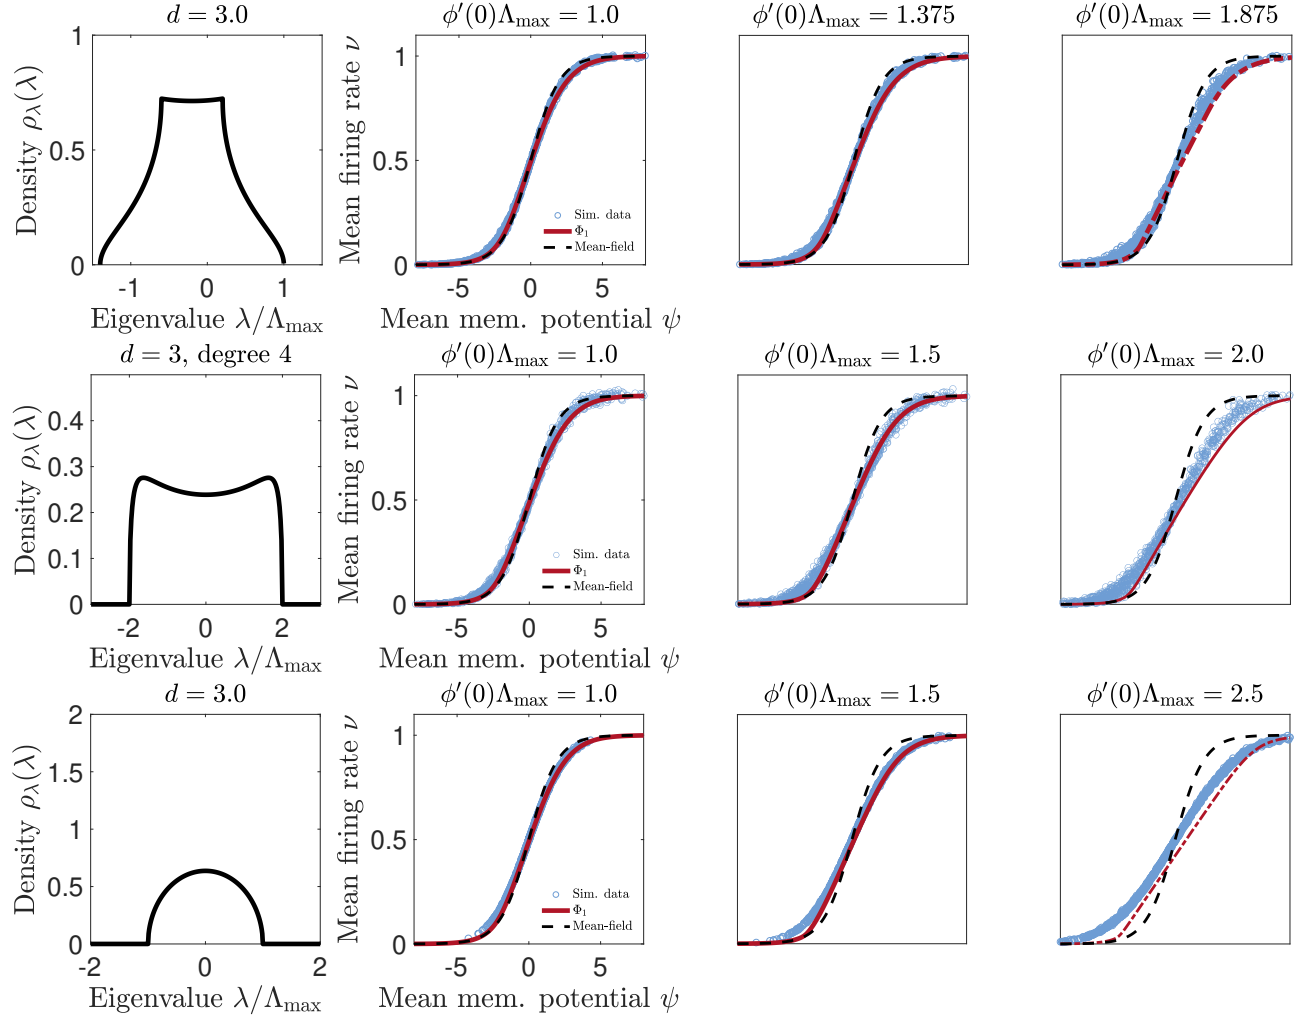 d = 3.0
ϕ′(0)Λmax = 1.0
ϕ′(0)Λmax = 1.375
ϕ′(0)Λmax = 1.875
Density ρλ(λ)
1
0.5
0
-1
0
1
Eigenvalue λ/Λmax
Mean firing rate ν
1
0.5
0
-5
0
5
Mean mem. potential ψ
Sim. data
Φ1
Mean-field
d = 3, degree 4
ϕ′(0)Λmax = 1.0
ϕ′(0)Λmax = 1.5
ϕ′(0)Λmax = 2.0
Density ρλ(λ)
0.4
0.3
0.2
0.1
0
-2
0
2
Eigenvalue λ/Λmax
Mean firing rate ν
1
0.5
0
-5
0
5
Mean mem. potential ψ
Sim. data
Φ1
Mean-field
d = 3.0
ϕ′(0)Λmax = 1.0
ϕ′(0)Λmax = 1.5
ϕ′(0)Λmax = 2.5
Density ρλ(λ)
2
1.5
1
0.5
0
-2
0
2
Eigenvalue λ/Λmax
Mean firing rate ν
1
0.5
0
-5
0
5
Mean mem. potential ψ
Sim. data
Φ1
Mean-field